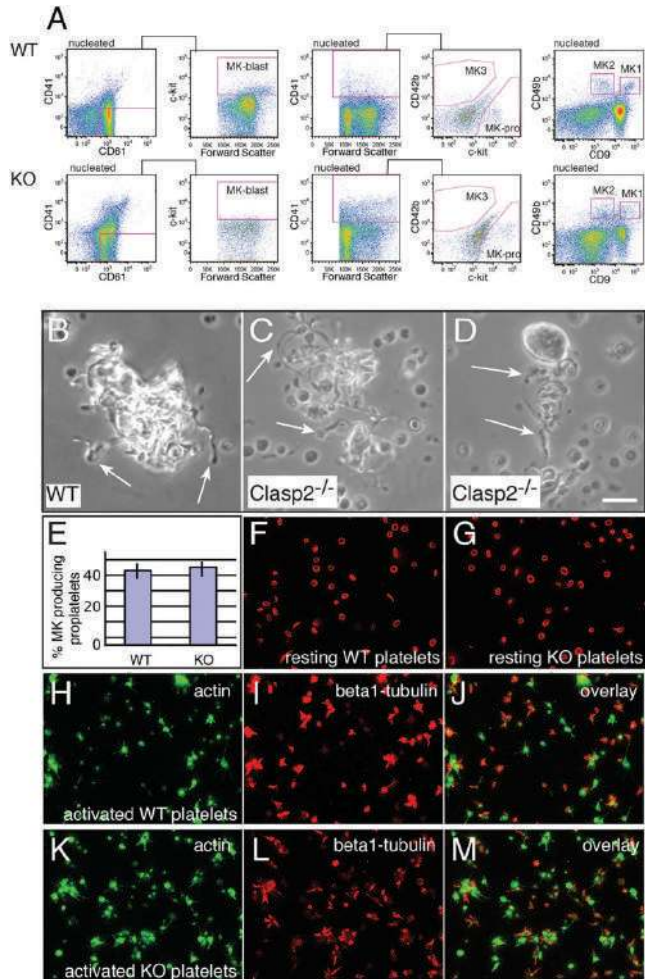 A
WT
nucleated
nucleated
nucleated
CD41
CD61
c-kit
MK-blast
Forward Scatter
CD41
Forward Scatter
CD42b
MK3
MK-pro
c-kit
CD49b
MK2
MK1
CD9
KO
nucleated
nucleated
nucleated
CD41
CD61
c-kit
MK-blast
Forward Scatter
CD41
Forward Scatter
CD42b
MK3
MK-pro
c-kit
CD49b
MK2
MK1
CD9
B
WT
C
Clasp2-/-
D
Clasp2-/-
E
% MK producing
proplatelets
40
20
0
WT
KO
F
resting WT platelets
G
resting KO platelets
H
actin
activated WT platelets
I
beta1-tubulin
J
overlay
K
actin
activated KO platelets
L
beta1-tubulin
M
overlay